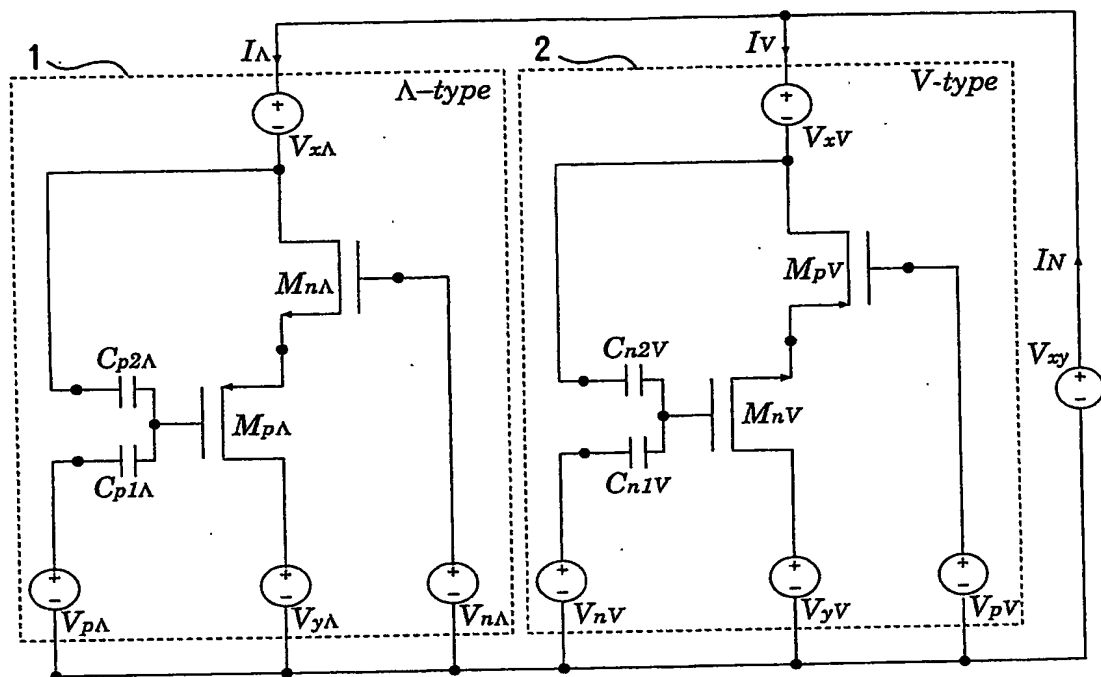 1
IΛ
2
IV
Λ-type
V-type
+
−
VxΛ
+
−
VxV
MnΛ
MpV
IN
Cp2Λ
Cn2V
Vxy
+
−
MpΛ
MnV
Cp1Λ
Cn1V
+
−
VpΛ
+
−
VyΛ
+
−
VnΛ
+
−
VnV
+
−
VyV
+
−
VpV